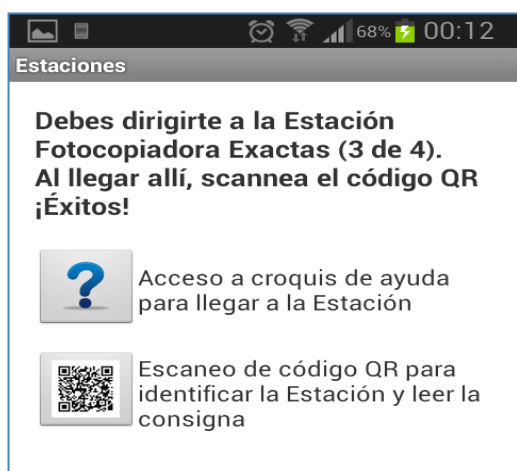 68% 00:12
Estaciones
Debes dirigirte a la Estación
Fotocopiadora Exactas (3 de 4).
Al llegar allí, scannea el código QR
¡Éxitos!
Acceso a croquis de ayuda
para llegar a la Estación
Escaneo de código QR para
identificar la Estación y leer la
consigna